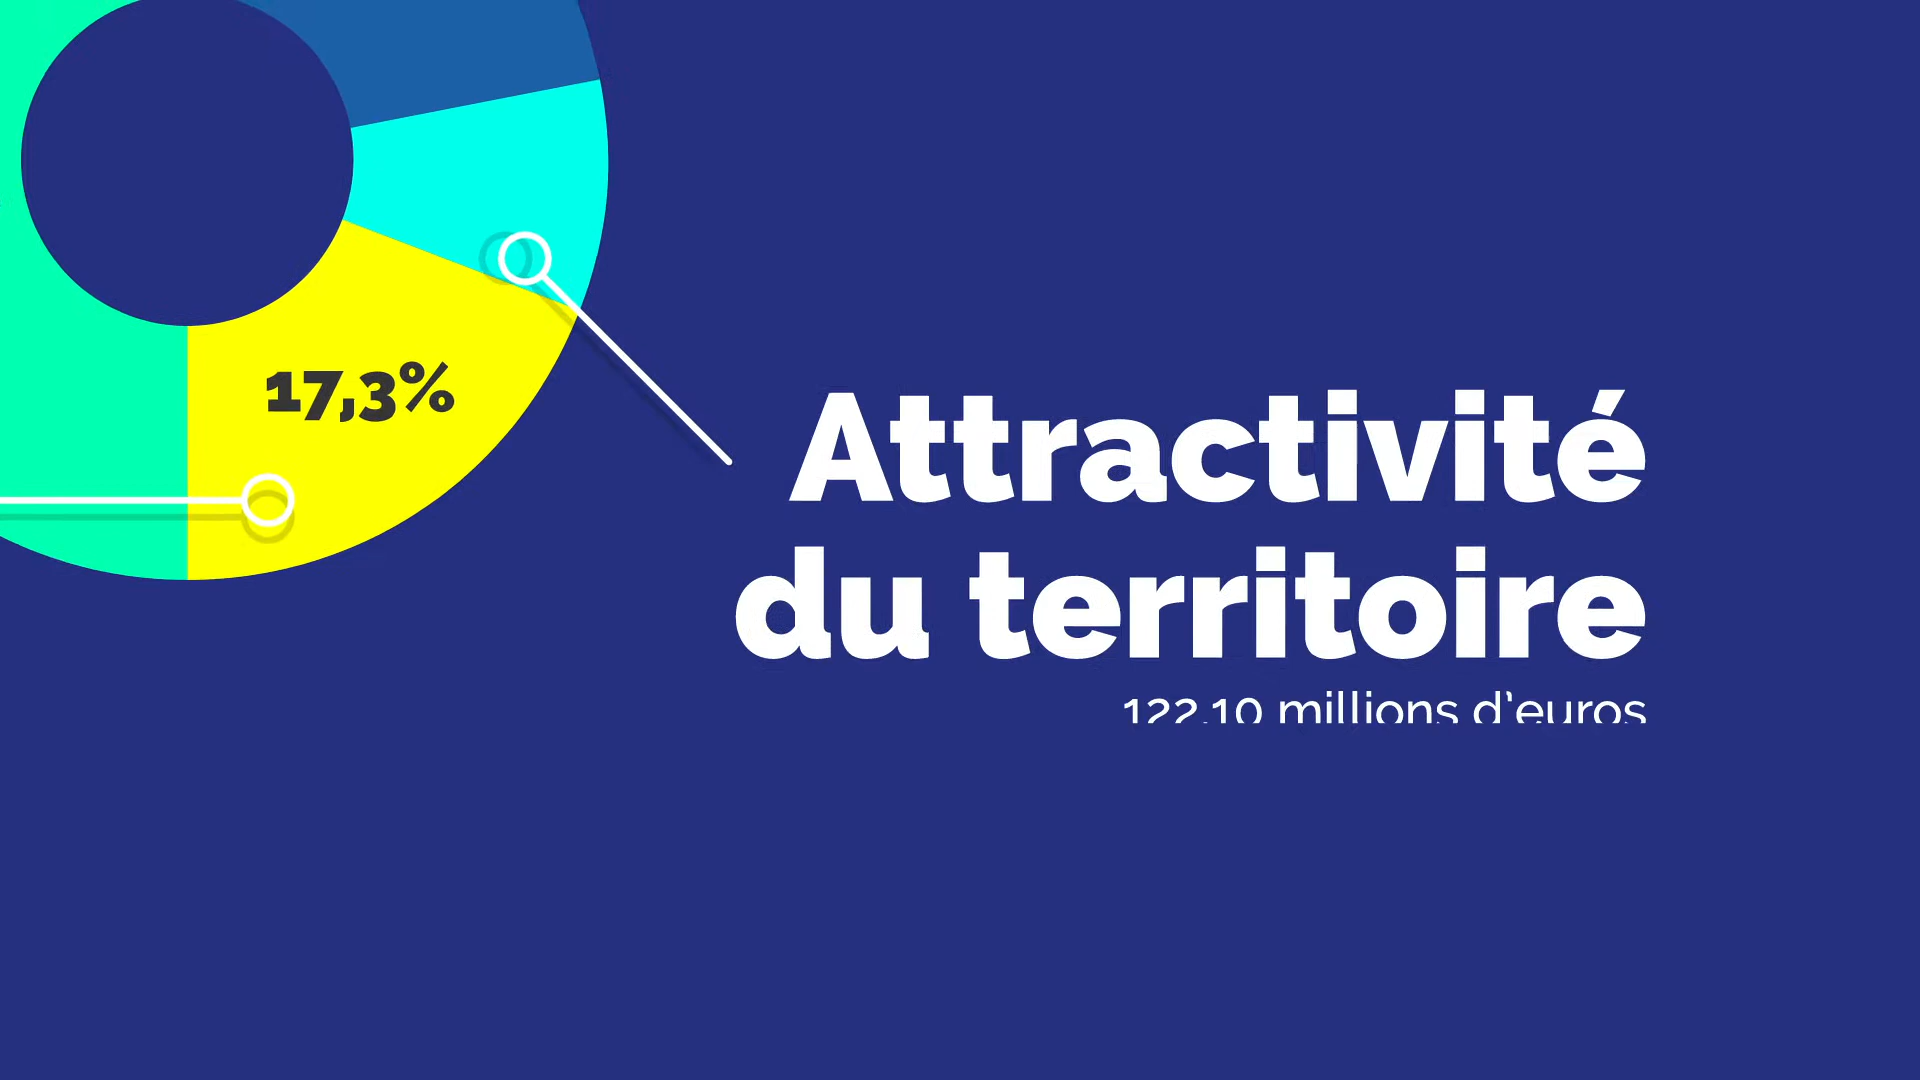 17,3%
Attractivité
du territoire
122,10 millions d'euros